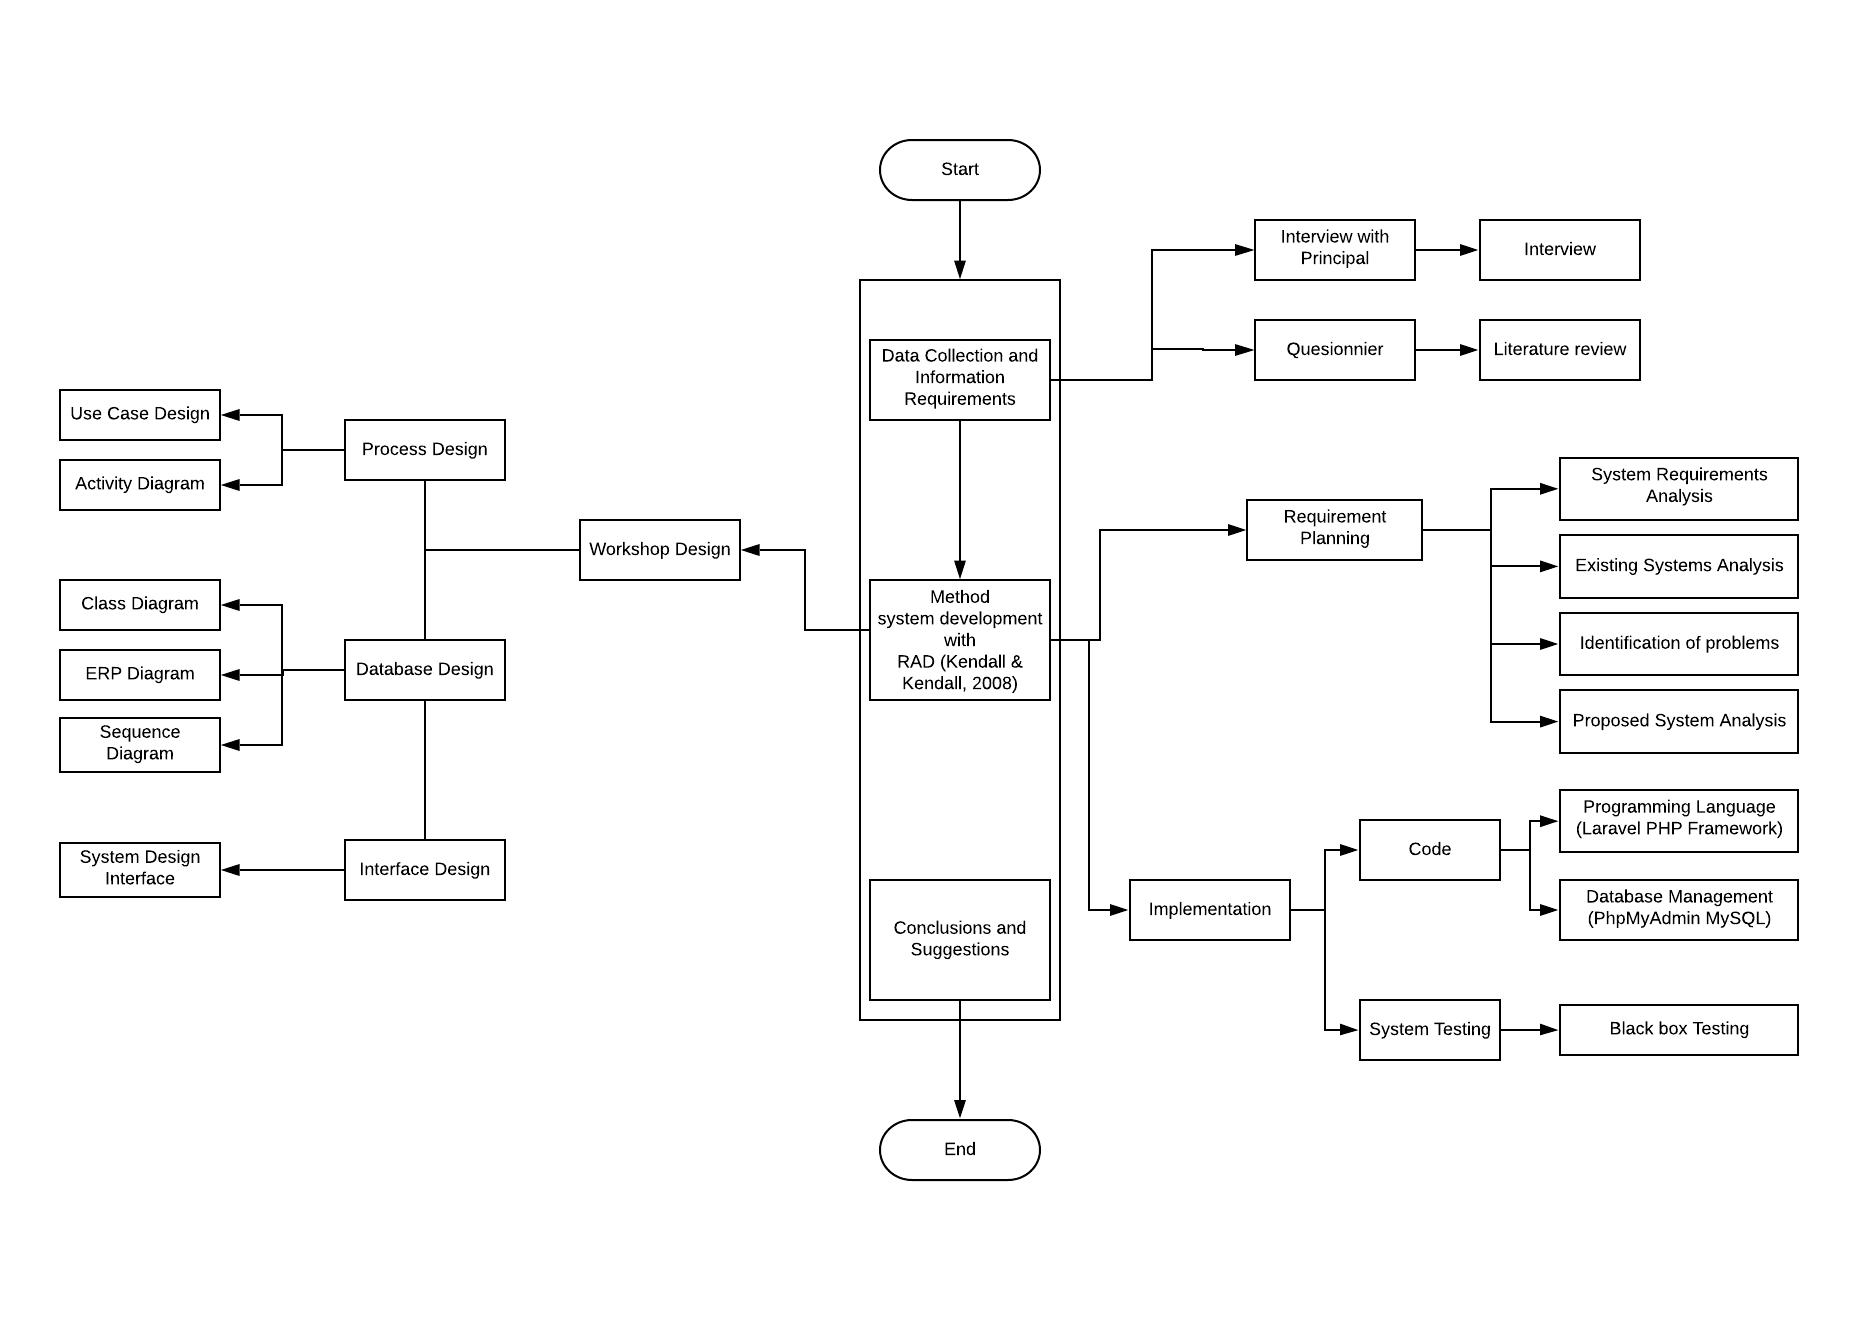 Start
Interview with
Principal
Interview
Quesionnier
Literature review
Data Collection and
Information
Requirements
Use Case Design
Activity Diagram
Process Design
Workshop Design
Class Diagram
ERP Diagram
Sequence
Diagram
Database Design
System Design
Interface
Interface Design
Method
system development
with
RAD (Kendall &
Kendall, 2008)
Requirement
Planning
System Requirements
Analysis
Existing Systems Analysis
Identification of problems
Proposed System Analysis
Implementation
Code
Programming Language
(Laravel PHP Framework)
Database Management
(PhpMyAdmin MySQL)
System Testing
Black box Testing
Conclusions and
Suggestions
End